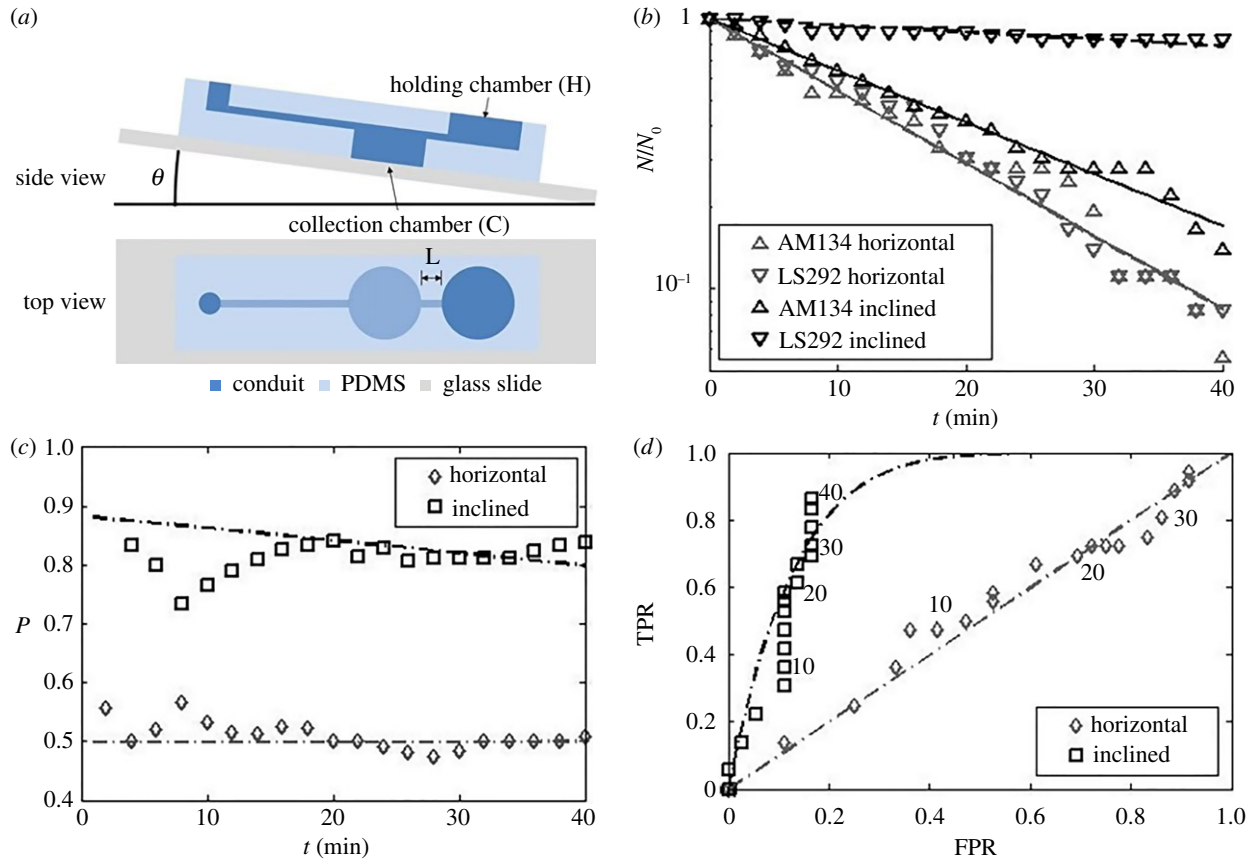 (a)
holding chamber (H)
side view
θ
collection chamber (C)
L
top view
conduit PDMS glass slide
(b)
1
N/N0
10⁻¹
AM134 horizontal
LS292 horizontal
AM134 inclined
LS292 inclined
0 10 20 30 40
t (min)
(c)
1.0
0.9
0.8
0.7
P
0.6
0.5
0.4
horizontal
inclined
0 10 20 30 40
t (min)
(d)
1.0
0.8
0.6
TPR
0.4
0.2
0
40
30
20
10
30
20
10
horizontal
inclined
0 0.2 0.4 0.6 0.8 1.0
FPR